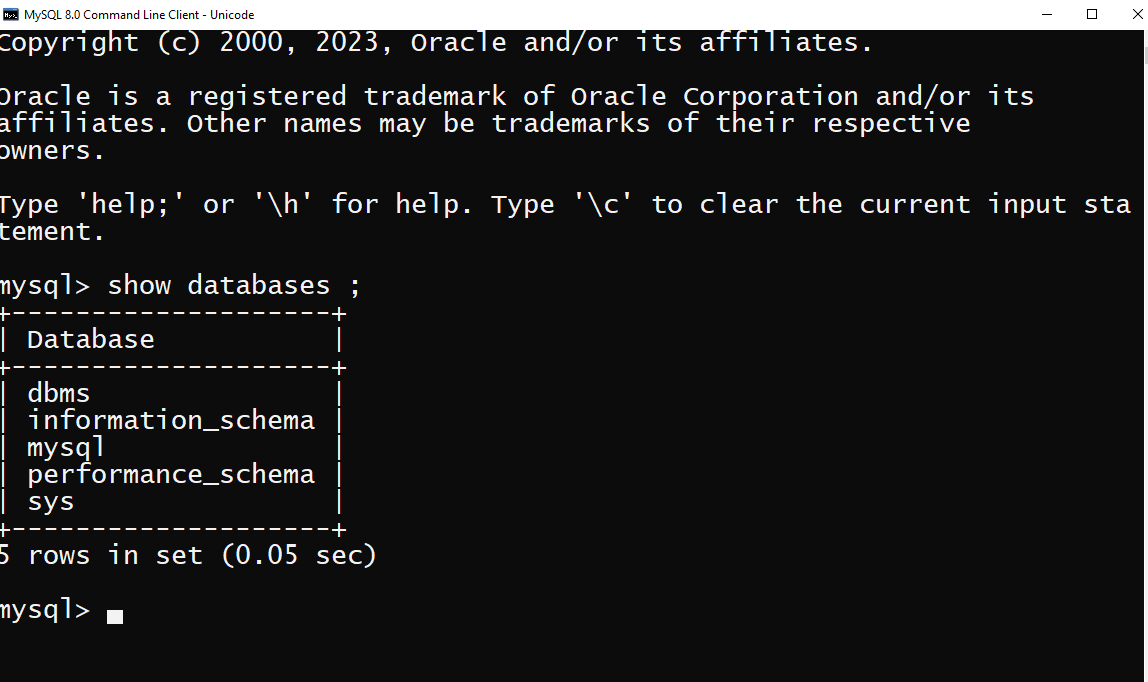 MySQL 8.0 Command Line Client - Unicode
Copyright (c) 2000, 2023, Oracle and/or its affiliates.
Oracle is a registered trademark of Oracle Corporation and/or its
affiliates. Other names may be trademarks of their respective
owners.
Type 'help;' or '\h' for help. Type '\c' to clear the current input sta
tement.
mysql> show databases ;
+--------------------+
| Database           |
+--------------------+
| dbms               |
| information_schema |
| mysql              |
| performance_schema |
| sys                |
+--------------------+
5 rows in set (0.05 sec)
mysql>